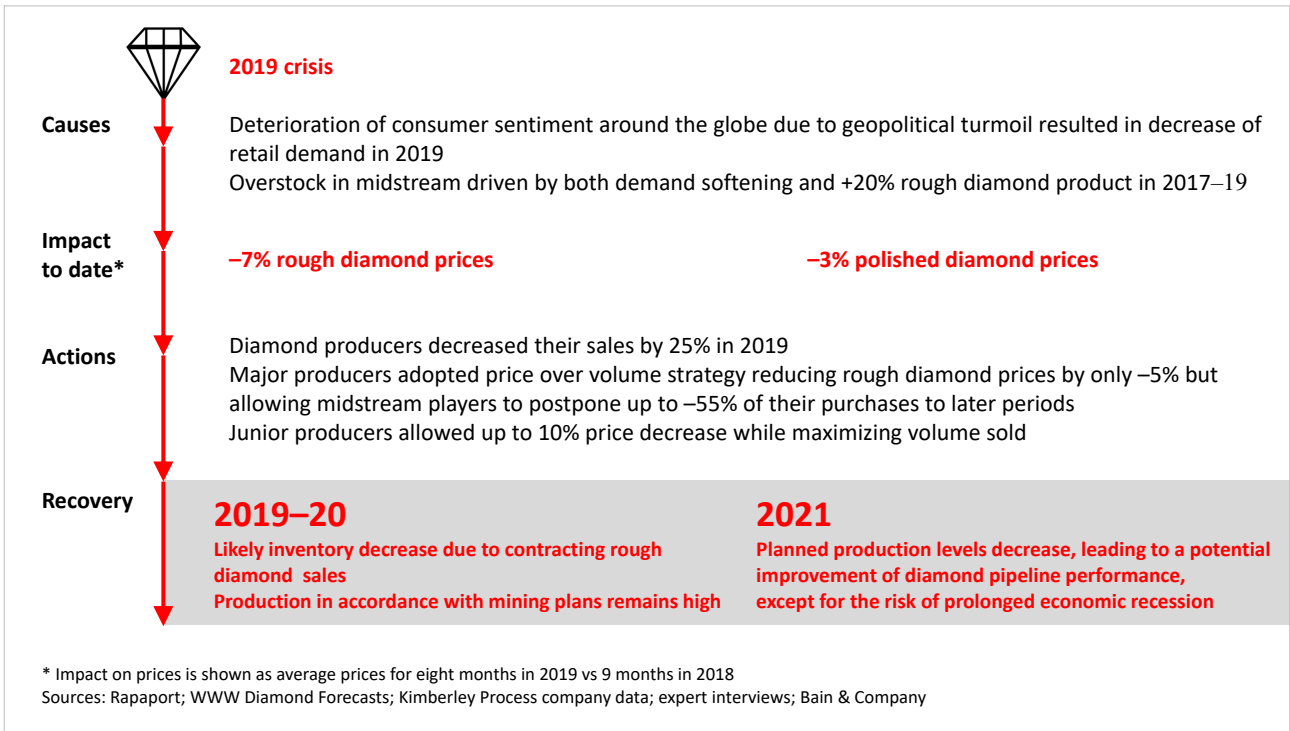 2019 crisis
Causes
Deterioration of consumer sentiment around the globe due to geopolitical turmoil resulted in decrease of
retail demand in 2019
Overstock in midstream driven by both demand softening and +20% rough diamond product in 2017–19
Impact
to date*
–7% rough diamond prices
–3% polished diamond prices
Actions
Diamond producers decreased their sales by 25% in 2019
Major producers adopted price over volume strategy reducing rough diamond prices by only –5% but
allowing midstream players to postpone up to –55% of their purchases to later periods
Junior producers allowed up to 10% price decrease while maximizing volume sold
Recovery
2019–20
Likely inventory decrease due to contracting rough
diamond sales
Production in accordance with mining plans remains high
2021
Planned production levels decrease, leading to a potential
improvement of diamond pipeline performance,
except for the risk of prolonged economic recession
* Impact on prices is shown as average prices for eight months in 2019 vs 9 months in 2018
Sources: Rapaport; WWW Diamond Forecasts; Kimberley Process company data; expert interviews; Bain & Company